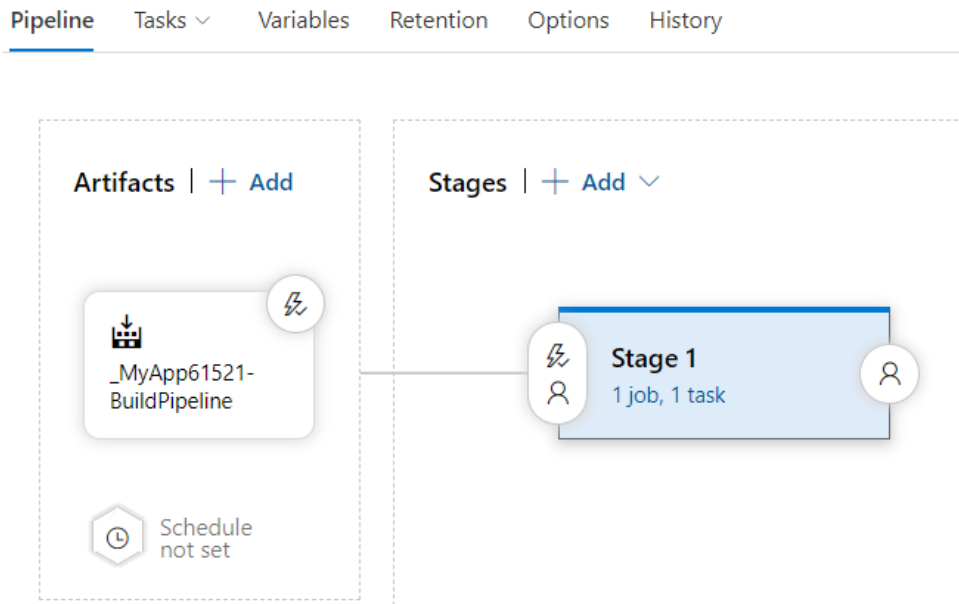 Pipeline Tasks Variables Retention Options History
Artifacts | + Add
Stages | + Add
_MyApp61521-
BuildPipeline
Stage 1
1 job, 1 task
Schedule
not set